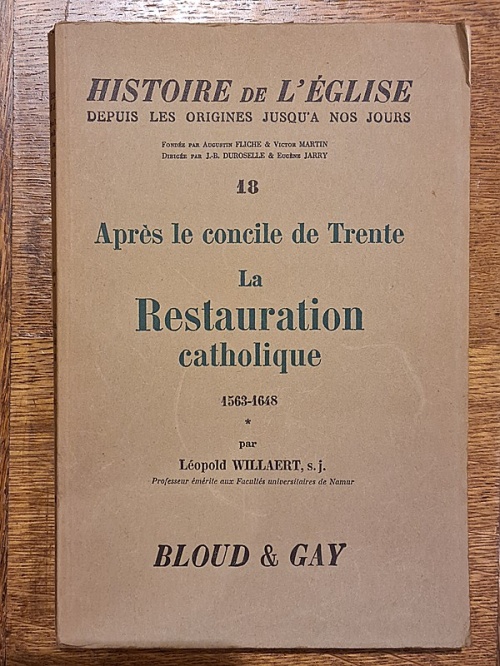 HISTOIRE DE L'ÉGLISE
DEPUIS LES ORIGINES JUSQU'A NOS JOURS
Fondée par Augustin FLICHE & Victor MARTIN
Dirigée par J.-B. DUROSELLE & Eugène JARRY
18
Après le concile de Trente
La
Restauration
catholique
1563-1648
*
par
Léopold WILLAERT, s. j.
Professeur émérite aux Facultés universitaires de Namur
BLOUD & GAY